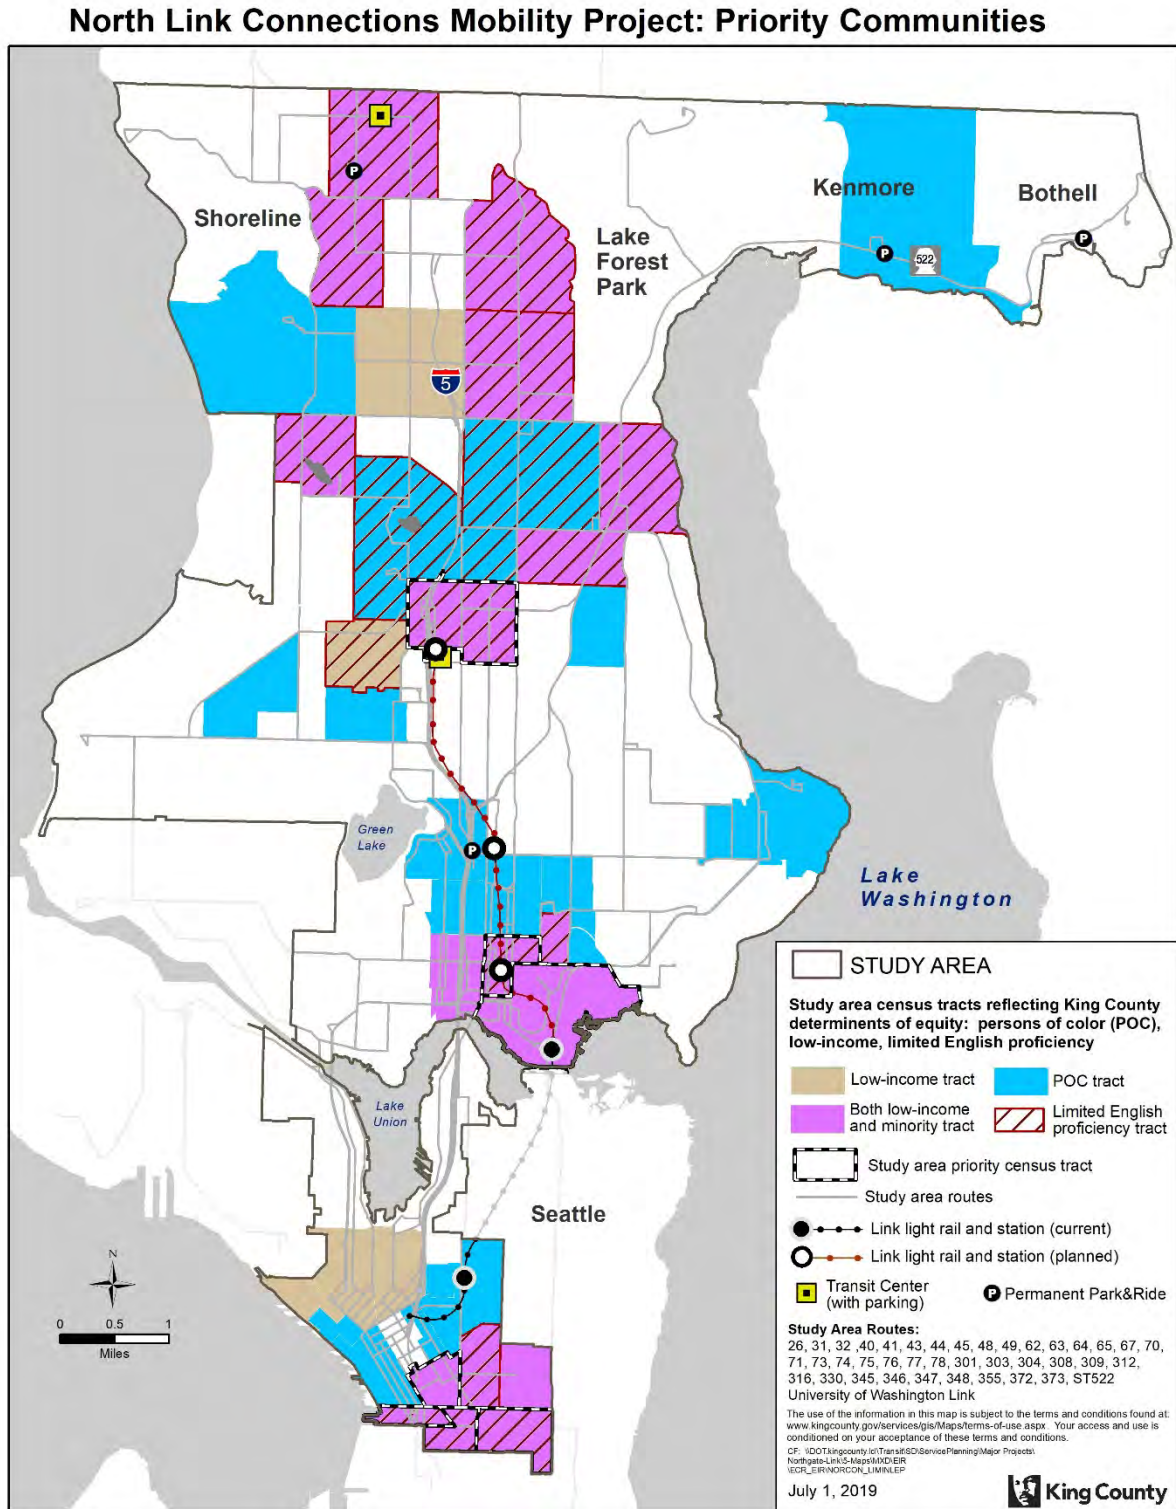 North Link Connections Mobility Project: Priority Communities
Shoreline
Lake
Forest
Park
Kenmore
Bothell
P
P
P
522
5
Green
Lake
P
Lake
Washington
Lake
Union
Seattle
N
0 0.5 1
Miles
STUDY AREA
Study area census tracts reflecting King County
determinents of equity: persons of color (POC),
low-income, limited English proficiency
Low-income tract
POC tract
Both low-income
and minority tract
Limited English
proficiency tract
Study area priority census tract
Study area routes
Link light rail and station (current)
Link light rail and station (planned)
Transit Center
(with parking)
P Permanent Park&Ride
Study Area Routes:
26, 31, 32 ,40, 41, 43, 44, 45, 48, 49, 62, 63, 64, 65, 67, 70,
71, 73, 74, 75, 76, 77, 78, 301, 303, 304, 308, 309, 312,
316, 330, 345, 346, 347, 348, 355, 372, 373, ST522
University of Washington Link
The use of the information in this map is subject to the terms and conditions found at:
www.kingcounty.gov/services/gis/Maps/terms-of-use.aspx. Your access and use is
conditioned on your acceptance of these terms and conditions.
July 1, 2019
King County